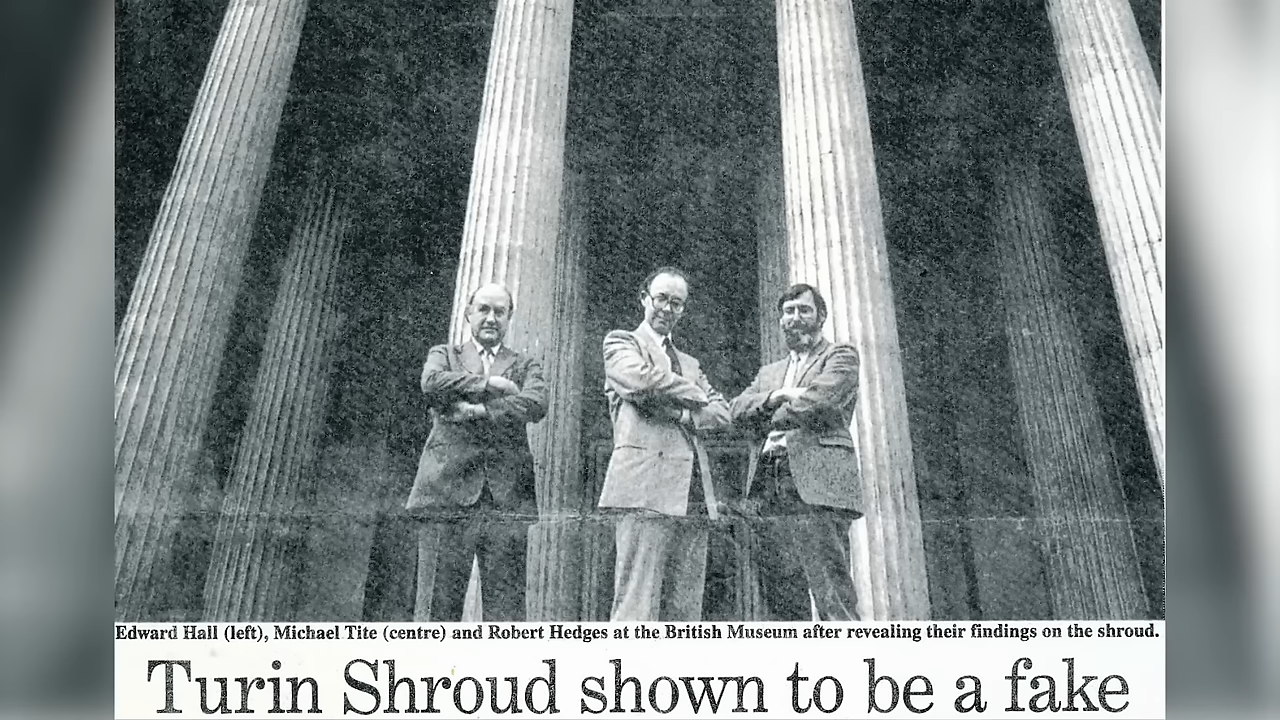 Edward Hall (left), Michael Tite (centre) and Robert Hedges at the British Museum after revealing their findings on the shroud.
Turin Shroud shown to be a fake